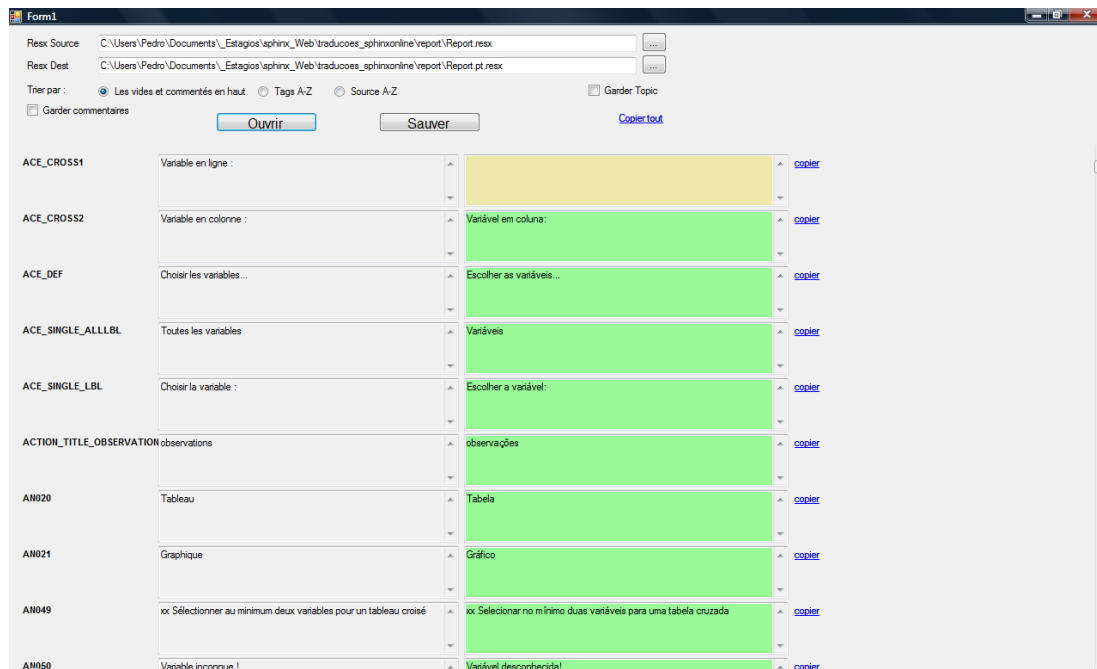 Form1
Resx Source C:\Users\Pedro\Documents\_Estagios\sphinx_Web\traducoes_sphinxonline\report\Report.resx ...
Resx Dest C:\Users\Pedro\Documents\_Estagios\sphinx_Web\traducoes_sphinxonline\report\Report.pt.resx ...
Trier par : Les vides et commentés en haut Tags A-Z Source A-Z Garder Topic
Garder commentaires
Ouvrir Sauver Copier tout
ACE_CROSS1 Variable en ligne : copier
ACE_CROSS2 Variable en colonne : Variável em coluna: copier
ACE_DEF Choisir les variables... Escolher as variáveis... copier
ACE_SINGLE_ALLLBL Toutes les variables Variáveis copier
ACE_SINGLE_LBL Choisir la variable : Escolher a variável: copier
ACTION_TITLE_OBSERVATION observations observações copier
AN020 Tableau Tabela copier
AN021 Graphique Gráfico copier
AN049 xx Sélectionner au minimum deux variables pour un tableau croisé xx Selecionar no mínimo duas variáveis para uma tabela cruzada copier
AN050 Variable inconnue ! Variável desconhecida! copier